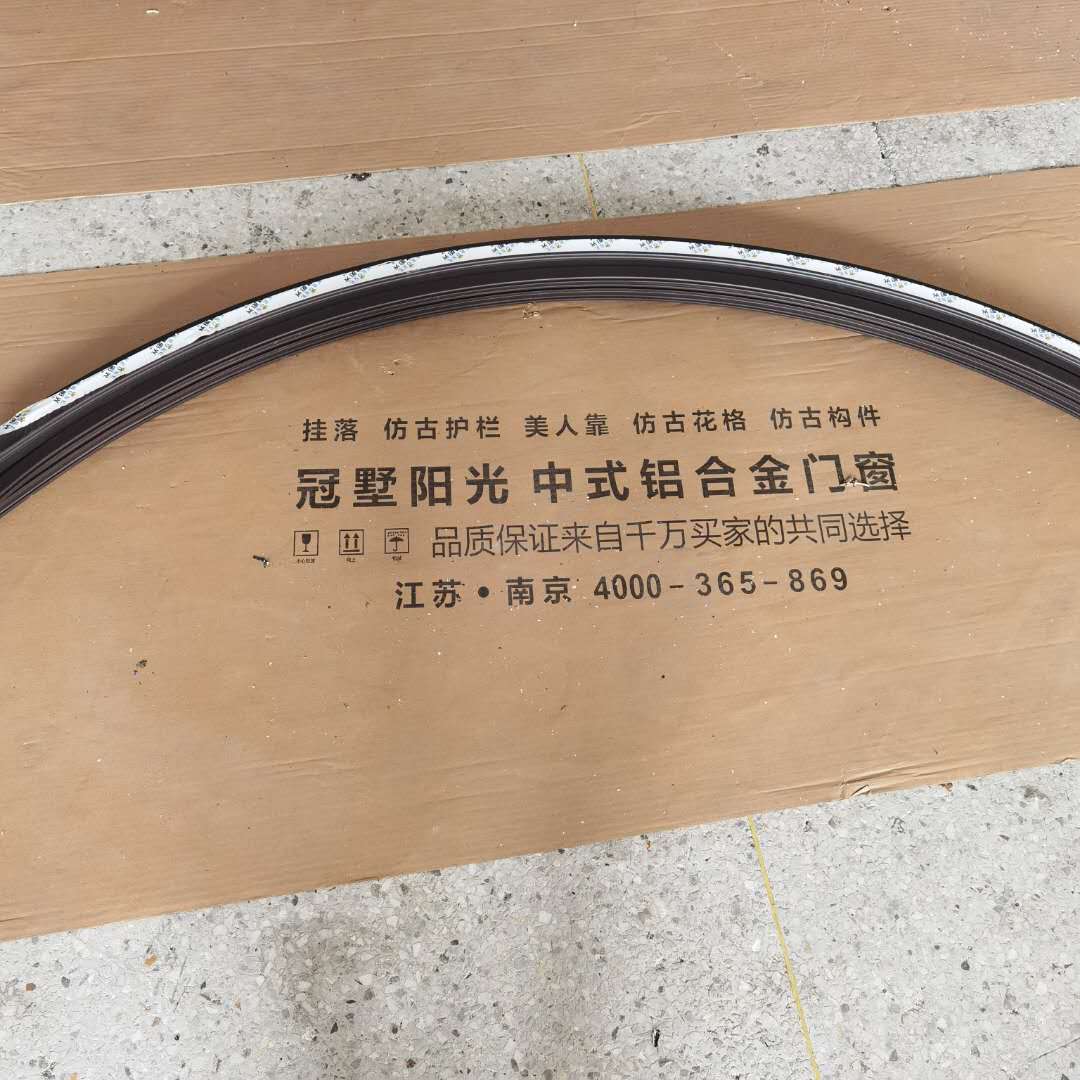 挂落 仿古护栏 美人靠 仿古花格 仿古构件
冠墅阳光 中式铝合金门窗
品质保证来自千万买家的共同选择
江苏·南京 4000-365-869